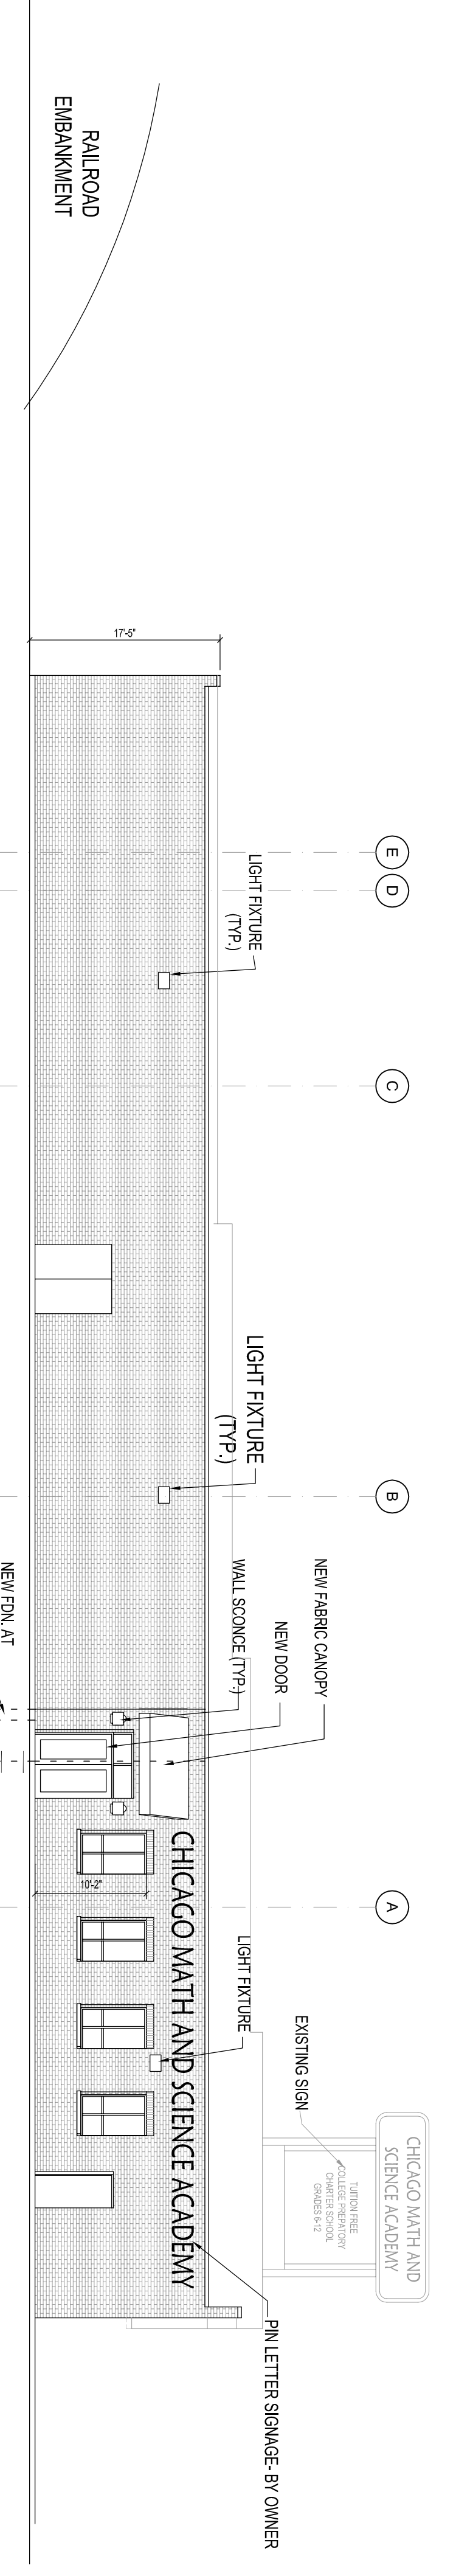 RAILROAD
EMBANKMENT
17'-5"
E
D
C
B
A
LIGHT FIXTURE
(TYP.)
LIGHT FIXTURE
(TYP.)
NEW FABRIC CANOPY
NEW DOOR
WALL SCONCE (TYP.)
NEW FDN. AT
10'-2"
CHICAGO MATH AND SCIENCE ACADEMY
LIGHT FIXTURE
EXISTING SIGN
CHICAGO MATH AND
SCIENCE ACADEMY
TUITION FREE
COLLEGE PREPATORY
CHARTER SCHOOL
GRADES 6-12
PIN LETTER SIGNAGE- BY OWNER